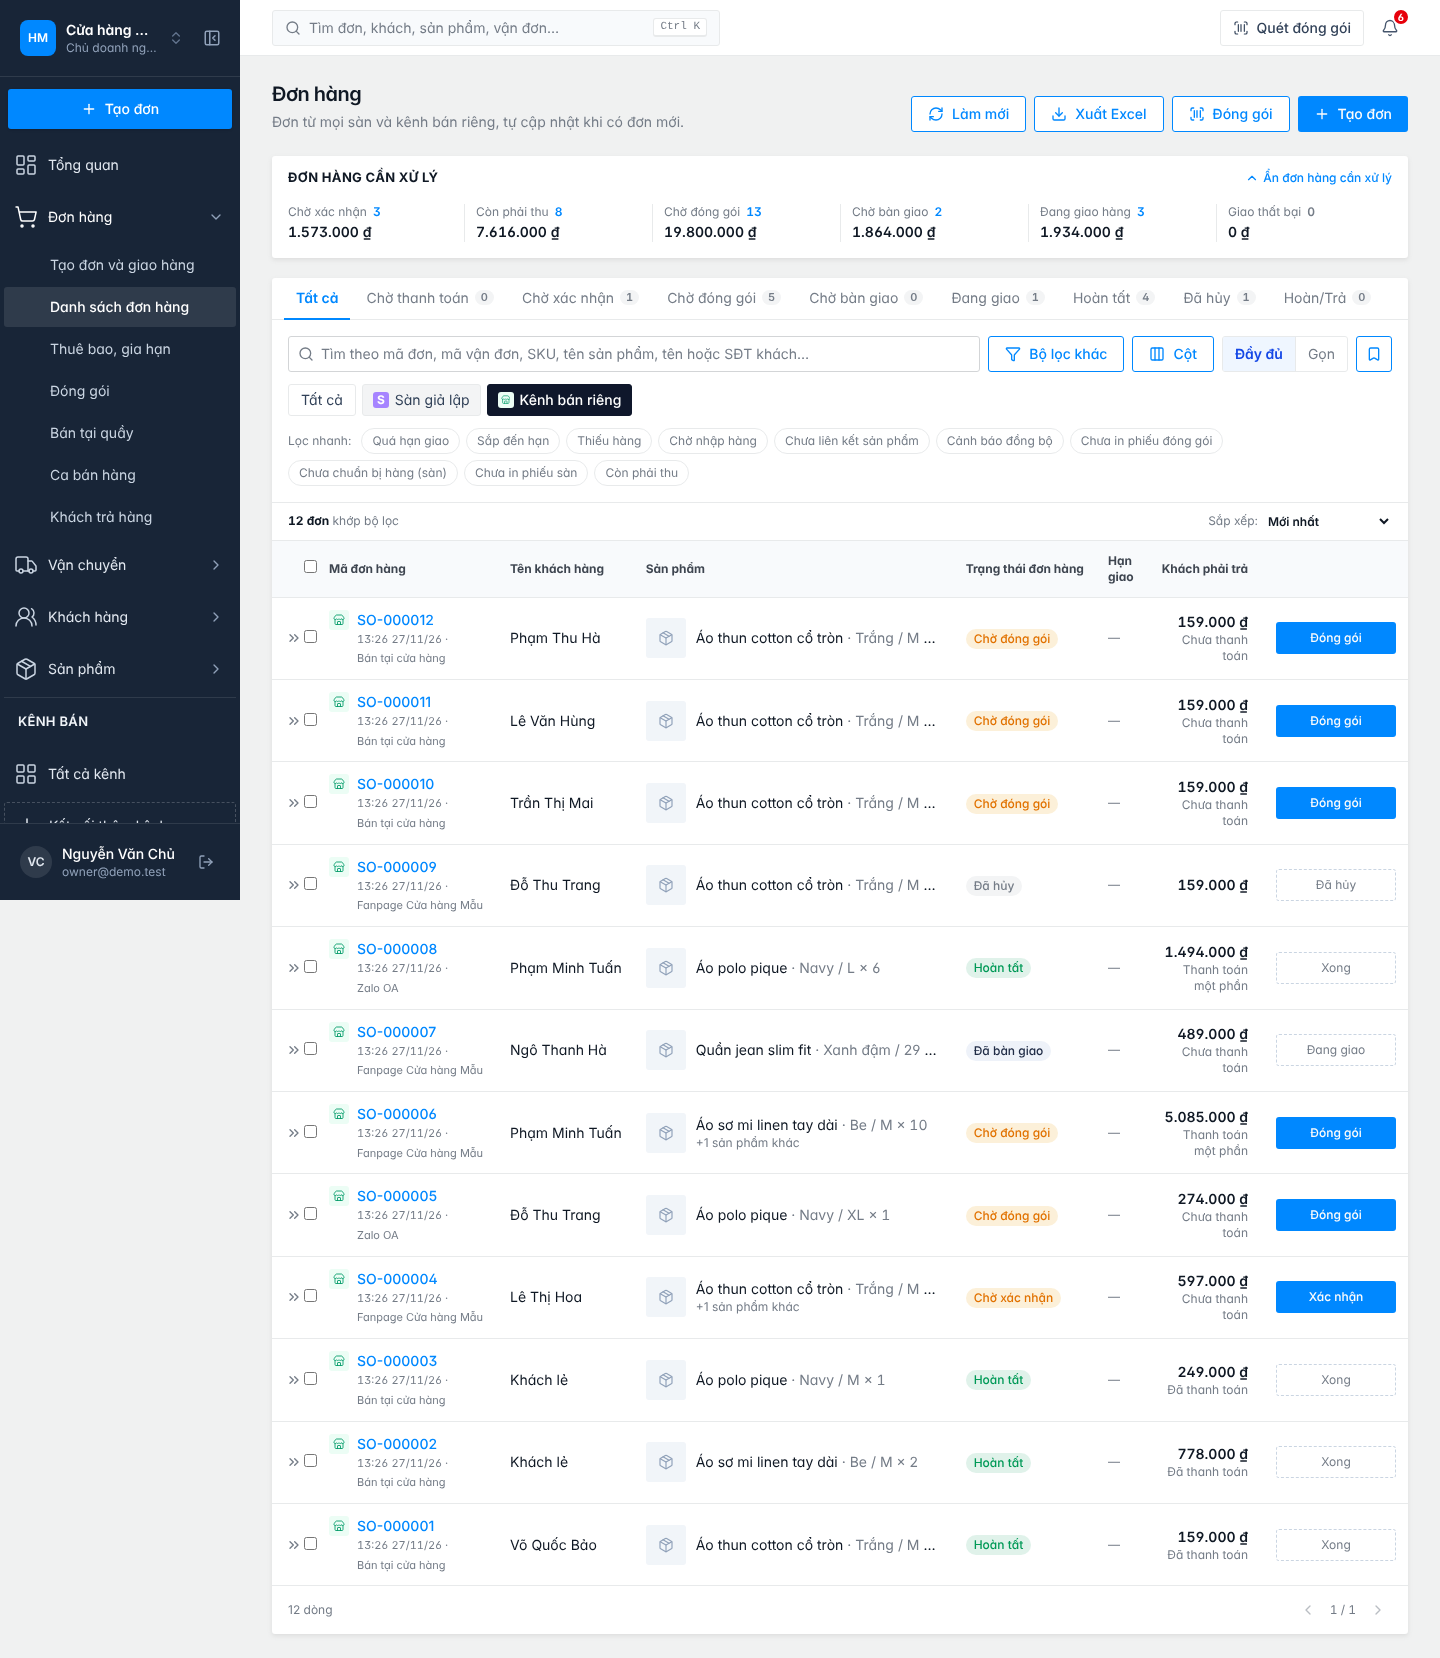 HM
Cửa hàng ...
Chủ doanh ng...
Tạo đơn
Tổng quan
Đơn hàng
Tạo đơn và giao hàng
Danh sách đơn hàng
Thuê bao, gia hạn
Đóng gói
Bán tại quầy
Ca bán hàng
Khách trả hàng
Vận chuyển
Khách hàng
Sản phẩm
KÊNH BÁN
Tất cả kênh
VC
Nguyễn Văn Chủ
owner@demo.test
Tìm đơn, khách, sản phẩm, vận đơn...
Ctrl K
Quét đóng gói
6
Đơn hàng
Đơn từ mọi sàn và kênh bán riêng, tự cập nhật khi có đơn mới.
Làm mới
Xuất Excel
Đóng gói
Tạo đơn
ĐƠN HÀNG CẦN XỬ LÝ
Ẩn đơn hàng cần xử lý
Chờ xác nhận 3
1.573.000 ₫
Còn phải thu 8
7.616.000 ₫
Chờ đóng gói 13
19.800.000 ₫
Chờ bàn giao 2
1.864.000 ₫
Đang giao hàng 3
1.934.000 ₫
Giao thất bại 0
0 ₫
Tất cả
Chờ thanh toán 0
Chờ xác nhận 1
Chờ đóng gói 5
Chờ bàn giao 0
Đang giao 1
Hoàn tất 4
Đã hủy 1
Hoàn/Trả 0
Tìm theo mã đơn, mã vận đơn, SKU, tên sản phẩm, tên hoặc SĐT khách...
Bộ lọc khác
Cột
Đầy đủ
Gọn
Tất cả
S Sàn giả lập
Kênh bán riêng
Lọc nhanh:
Quá hạn giao
Sắp đến hạn
Thiếu hàng
Chờ nhập hàng
Chưa liên kết sản phẩm
Cảnh báo đồng bộ
Chưa in phiếu đóng gói
Chưa chuẩn bị hàng (sàn)
Chưa in phiếu sàn
Còn phải thu
12 đơn khớp bộ lọc
Sắp xếp:
Mới nhất
Mã đơn hàng
Tên khách hàng
Sản phẩm
Trạng thái đơn hàng
Hạn
giao
Khách phải trả
SO-000012
13:26 27/11/26 ·
Bán tại cửa hàng
Phạm Thu Hà
Áo thun cotton cổ tròn · Trắng / M ...
Chờ đóng gói
—
159.000 ₫
Chưa thanh
toán
Đóng gói
SO-000011
13:26 27/11/26 ·
Bán tại cửa hàng
Lê Văn Hùng
Áo thun cotton cổ tròn · Trắng / M ...
Chờ đóng gói
—
159.000 ₫
Chưa thanh
toán
Đóng gói
SO-000010
13:26 27/11/26 ·
Bán tại cửa hàng
Trần Thị Mai
Áo thun cotton cổ tròn · Trắng / M ...
Chờ đóng gói
—
159.000 ₫
Chưa thanh
toán
Đóng gói
SO-000009
13:26 27/11/26 ·
Fanpage Cửa hàng Mẫu
Đỗ Thu Trang
Áo thun cotton cổ tròn · Trắng / M ...
Đã hủy
—
159.000 ₫
Đã hủy
SO-000008
13:26 27/11/26 ·
Zalo OA
Phạm Minh Tuấn
Áo polo pique · Navy / L × 6
Hoàn tất
—
1.494.000 ₫
Thanh toán
một phần
Xong
SO-000007
13:26 27/11/26 ·
Fanpage Cửa hàng Mẫu
Ngô Thanh Hà
Quần jean slim fit · Xanh đậm / 29 ...
Đã bàn giao
—
489.000 ₫
Chưa thanh
toán
Đang giao
SO-000006
13:26 27/11/26 ·
Fanpage Cửa hàng Mẫu
Phạm Minh Tuấn
Áo sơ mi linen tay dài · Be / M × 10
+1 sản phẩm khác
Chờ đóng gói
—
5.085.000 ₫
Thanh toán
một phần
Đóng gói
SO-000005
13:26 27/11/26 ·
Zalo OA
Đỗ Thu Trang
Áo polo pique · Navy / XL × 1
Chờ đóng gói
—
274.000 ₫
Chưa thanh
toán
Đóng gói
SO-000004
13:26 27/11/26 ·
Fanpage Cửa hàng Mẫu
Lê Thị Hoa
Áo thun cotton cổ tròn · Trắng / M ...
+1 sản phẩm khác
Chờ xác nhận
—
597.000 ₫
Chưa thanh
toán
Xác nhận
SO-000003
13:26 27/11/26 ·
Bán tại cửa hàng
Khách lẻ
Áo polo pique · Navy / M × 1
Hoàn tất
—
249.000 ₫
Đã thanh toán
Xong
SO-000002
13:26 27/11/26 ·
Bán tại cửa hàng
Khách lẻ
Áo sơ mi linen tay dài · Be / M × 2
Hoàn tất
—
778.000 ₫
Đã thanh toán
Xong
SO-000001
13:26 27/11/26 ·
Bán tại cửa hàng
Võ Quốc Bảo
Áo thun cotton cổ tròn · Trắng / M ...
Hoàn tất
—
159.000 ₫
Đã thanh toán
Xong
12 dòng
1 / 1